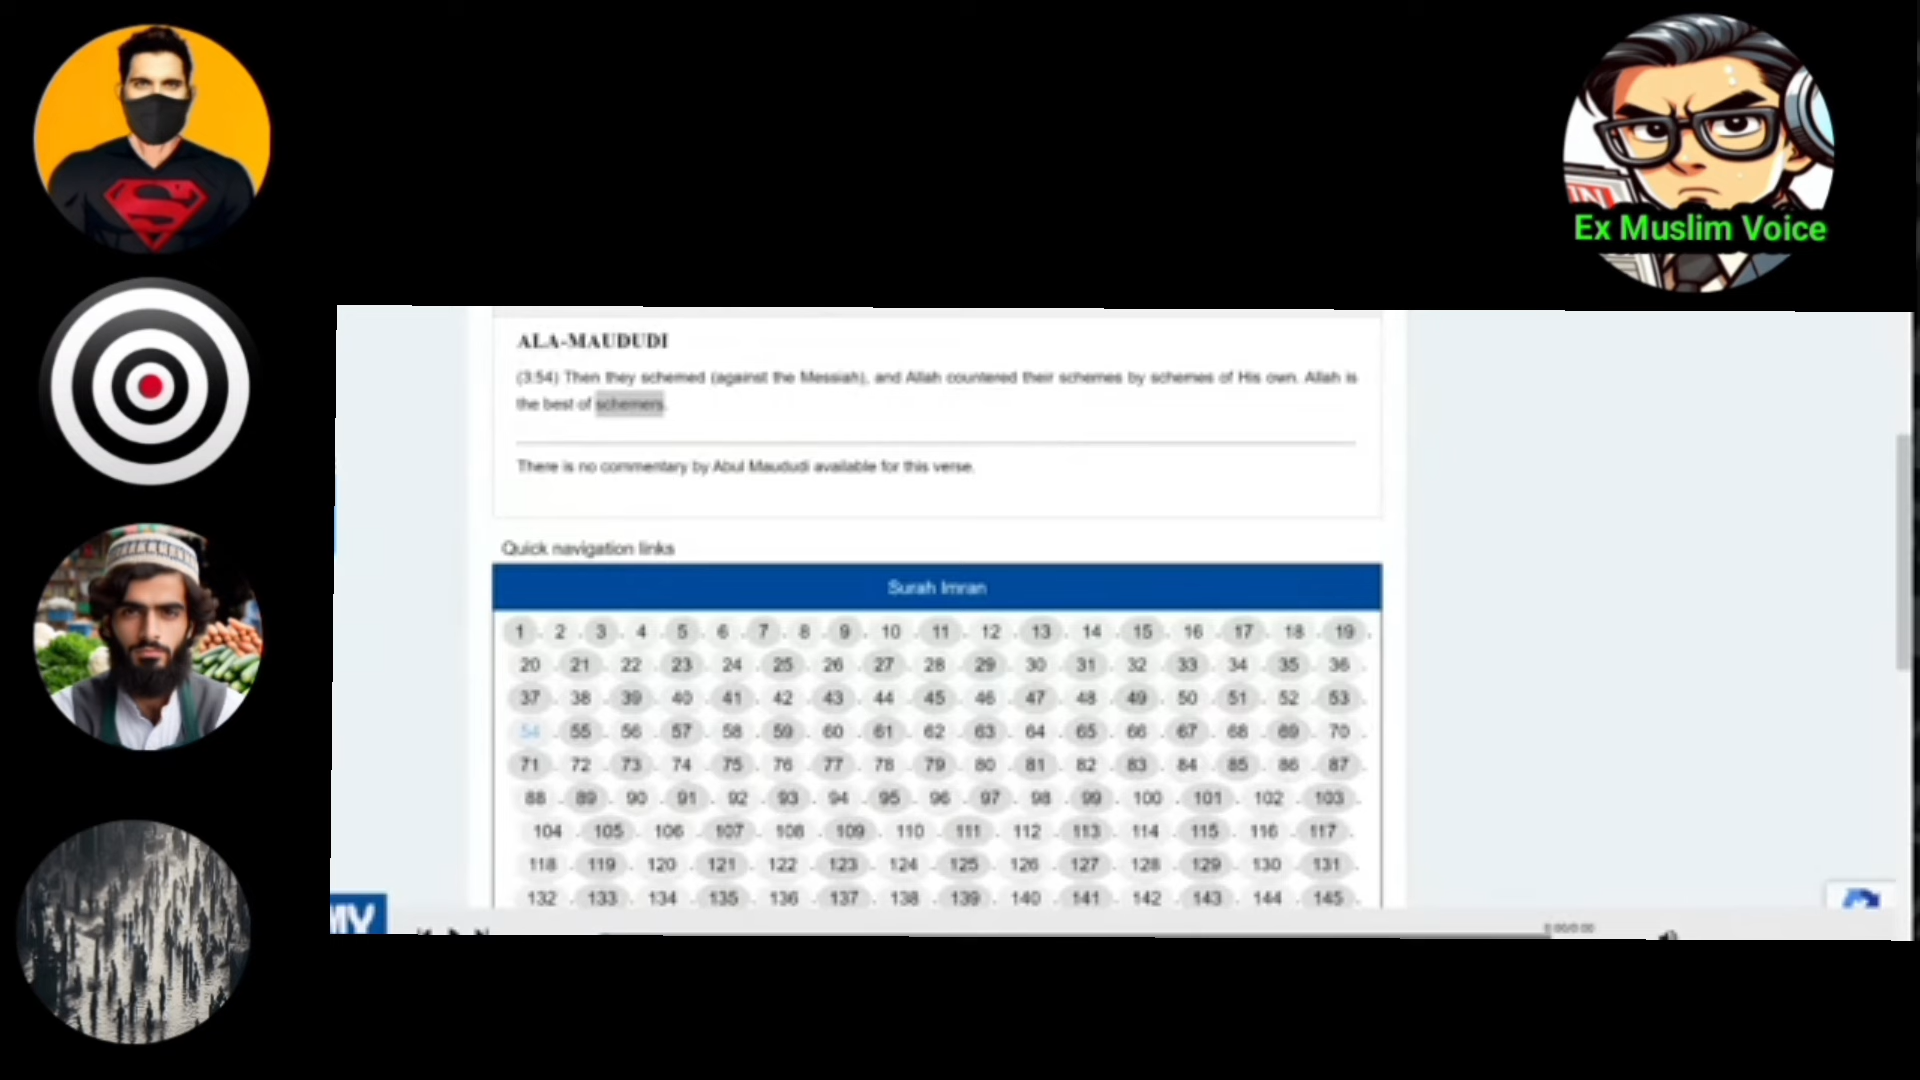 IN
Ex Muslim Voice
ALA-MAUDUDI
(3:54) Then they schemed (against the Messiah), and Allah countered their schemes by schemes of His own. Allah is
the best of schemers.
There is no commentary by Abul Maududi available for this verse.
Quick navigation links
Surah Imran
1 . 2 . 3 . 4 . 5 . 6 . 7 . 8 . 9 . 10 . 11 . 12 . 13 . 14 . 15 . 16 . 17 . 18 . 19 .
20 . 21 . 22 . 23 . 24 . 25 . 26 . 27 . 28 . 29 . 30 . 31 . 32 . 33 . 34 . 35 . 36 .
37 . 38 . 39 . 40 . 41 . 42 . 43 . 44 . 45 . 46 . 47 . 48 . 49 . 50 . 51 . 52 . 53 .
54 . 55 . 56 . 57 . 58 . 59 . 60 . 61 . 62 . 63 . 64 . 65 . 66 . 67 . 68 . 69 . 70 .
71 . 72 . 73 . 74 . 75 . 76 . 77 . 78 . 79 . 80 . 81 . 82 . 83 . 84 . 85 . 86 . 87 .
88 . 89 . 90 . 91 . 92 . 93 . 94 . 95 . 96 . 97 . 98 . 99 . 100 . 101 . 102 . 103 .
104 . 105 . 106 . 107 . 108 . 109 . 110 . 111 . 112 . 113 . 114 . 115 . 116 . 117 .
118 . 119 . 120 . 121 . 122 . 123 . 124 . 125 . 126 . 127 . 128 . 129 . 130 . 131 .
132 . 133 . 134 . 135 . 136 . 137 . 138 . 139 . 140 . 141 . 142 . 143 . 144 . 145 .
MY